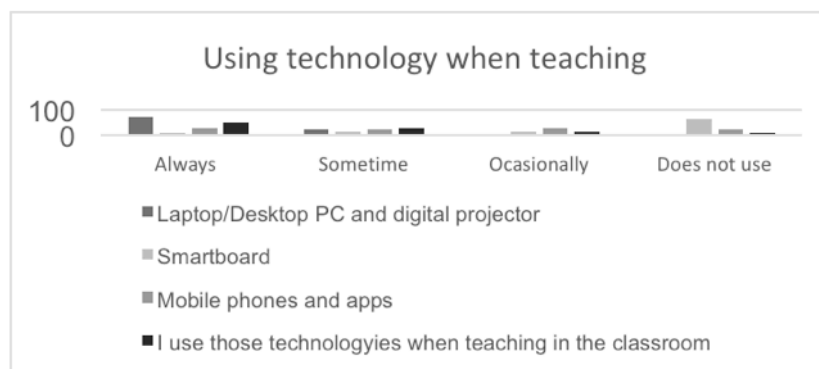 Using technology when teaching
100
0
Always Sometime Ocasionally Does not use
Laptop/Desktop PC and digital projector
Smartboard
Mobile phones and apps
I use those technologyies when teaching in the classroom